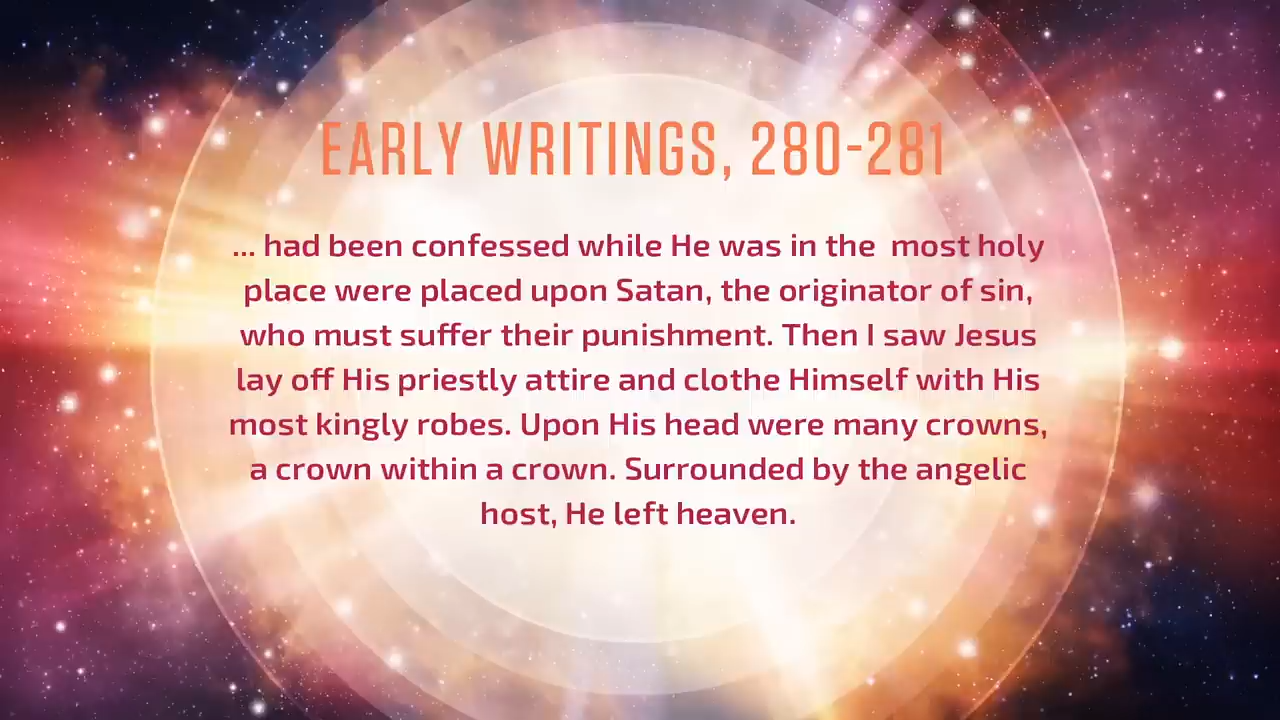 EARLY WRITINGS, 280-281
... had been confessed while He was in the most holy
place were placed upon Satan, the originator of sin,
who must suffer their punishment. Then I saw Jesus
lay off His priestly attire and clothe Himself with His
most kingly robes. Upon His head were many crowns,
a crown within a crown. Surrounded by the angelic
host, He left heaven.